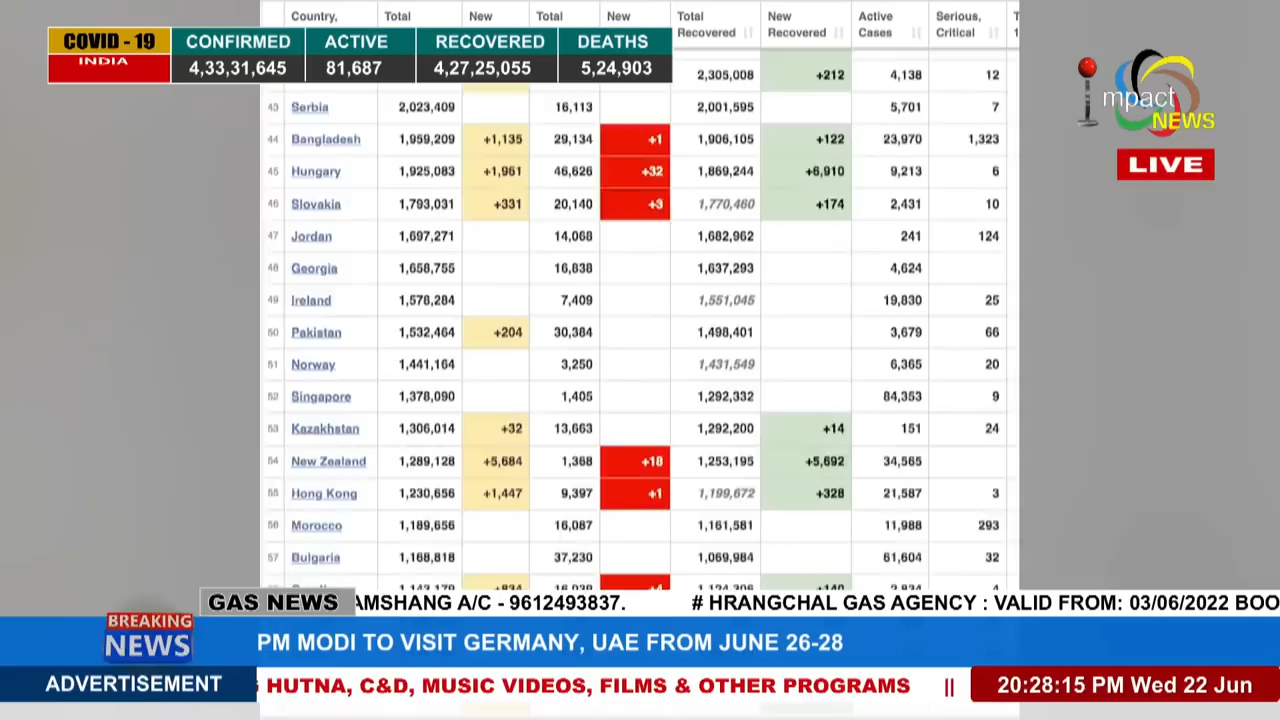 Country, Total New Total New Total Recovered New Recovered Active Cases Serious, Critical
COVID - 19
INDIA
CONFIRMED ACTIVE RECOVERED DEATHS
4,33,31,645 81,687 4,27,25,055 5,24,903
2,305,008 +212 4,138 12
43 Serbia 2,023,409 16,113 2,001,595 5,701 7
44 Bangladesh 1,959,209 +1,135 29,134 +1 1,906,105 +122 23,970 1,323
45 Hungary 1,925,083 +1,961 46,626 +32 1,869,244 +6,910 9,213 6
46 Slovakia 1,793,031 +331 20,140 +3 1,770,460 +174 2,431 10
47 Jordan 1,697,271 14,068 1,682,962 241 124
48 Georgia 1,658,755 16,838 1,637,293 4,624
49 Ireland 1,578,284 7,409 1,551,045 19,830 25
50 Pakistan 1,532,464 +204 30,384 1,498,401 3,679 66
51 Norway 1,441,164 3,250 1,431,549 6,365 20
52 Singapore 1,378,090 1,405 1,292,332 84,353 9
53 Kazakhstan 1,306,014 +32 13,663 1,292,200 +14 151 24
54 New Zealand 1,289,128 +5,684 1,368 +18 1,253,195 +5,692 34,565
55 Hong Kong 1,230,656 +1,447 9,397 +1 1,199,672 +328 21,587 3
56 Morocco 1,189,656 16,087 1,161,581 11,988 293
57 Bulgaria 1,168,818 37,230 1,069,984 61,604 32
mpact
NEWS
LIVE
GAS NEWS AMSHANG A/C - 9612493837. # HRANGCHAL GAS AGENCY : VALID FROM: 03/06/2022 BOO
BREAKING
NEWS
PM MODI TO VISIT GERMANY, UAE FROM JUNE 26-28
ADVERTISEMENT HUTNA, C&D, MUSIC VIDEOS, FILMS & OTHER PROGRAMS || 20:28:15 PM Wed 22 Jun